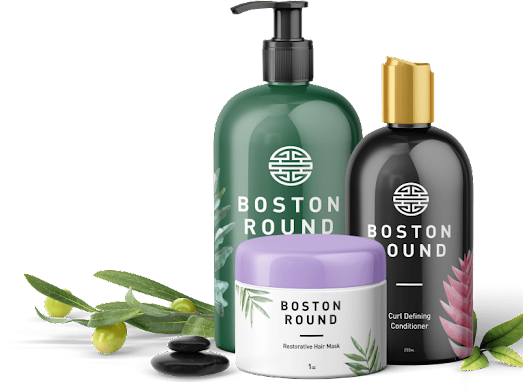 BOSTON
ROUND
BOSTON
ROUND
Curl Defining
Conditioner
BOSTON
ROUND
Restorative Hair Mask